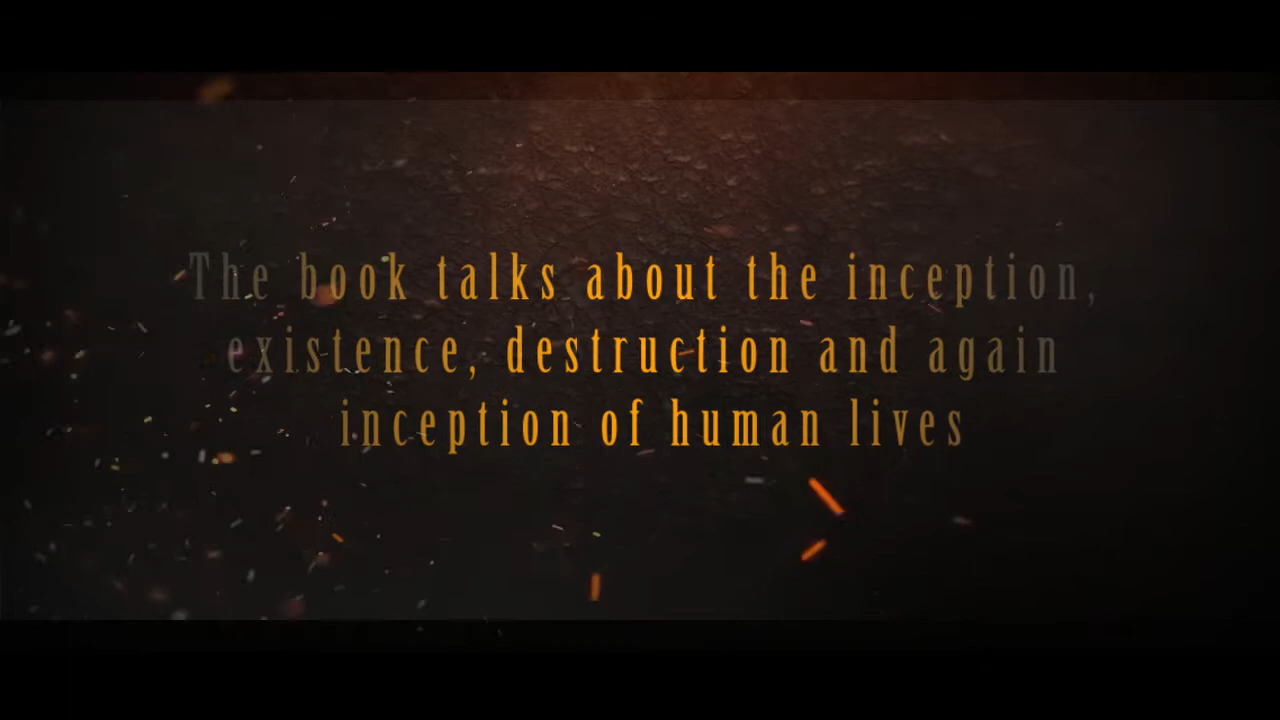 The book talks about the inception,
existence, destruction and again
inception of human lives